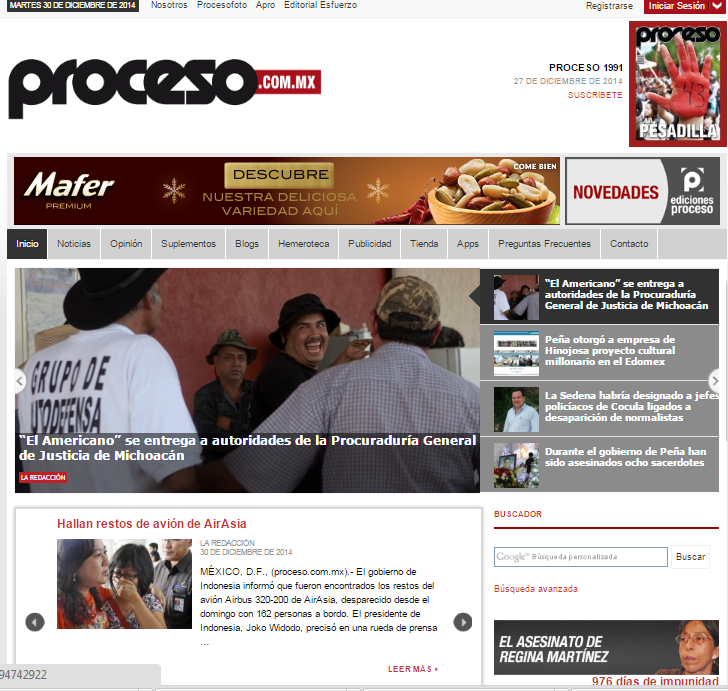 MARTES 30 DE DICIEMBRE DE 2014
Nosotros
Procesofoto
Apro
Editorial Esfuerzo
Registrarse
Iniciar Sesión
proceso.COM.MX
PROCESO 1991
27 DE DICIEMBRE DE 2014
SUSCRÍBETE
proceso
43
LA
PESADILLA
Mafer
PREMIUM
DESCUBRE
NUESTRA DELICIOSA
VARIEDAD AQUÍ
COME BIEN
NOVEDADES
ediciones
proceso
Inicio
Noticias
Opinión
Suplementos
Blogs
Hemeroteca
Publicidad
Tienda
Apps
Preguntas Frecuentes
Contacto
GRUPO DE
AUTODEFENSA
"El Americano" se entrega a autoridades de la Procuraduría General
de Justicia de Michoacán
LA REDACCIÓN
"El Americano" se entrega a
autoridades de la Procuraduría
General de Justicia de Michoacán
Peña otorgó a empresa de
Hinojosa proyecto cultural
millonario en el Edomex
La Sedena habría designado a jefes
policíacos de Cocula ligados a
desaparición de normalistas
Durante el gobierno de Peña han
sido asesinados ocho sacerdotes
Hallan restos de avión de AirAsia
LA REDACCIÓN
30 DE DICIEMBRE DE 2014
MÉXICO, D.F., (proceso.com.mx).- El gobierno de
Indonesia informó que fueron encontrados los restos del
avión Airbus 320-200 de AirAsia, desparecido desde el
domingo con 162 personas a bordo. El presidente de
Indonesia, Joko Widodo, precisó en una rueda de prensa
...
LEER MÁS
BUSCADOR
Google™ Búsqueda personalizada
Buscar
Búsqueda avanzada
EL ASESINATO DE
REGINA MARTÍNEZ
976 días de impunidad
94742922